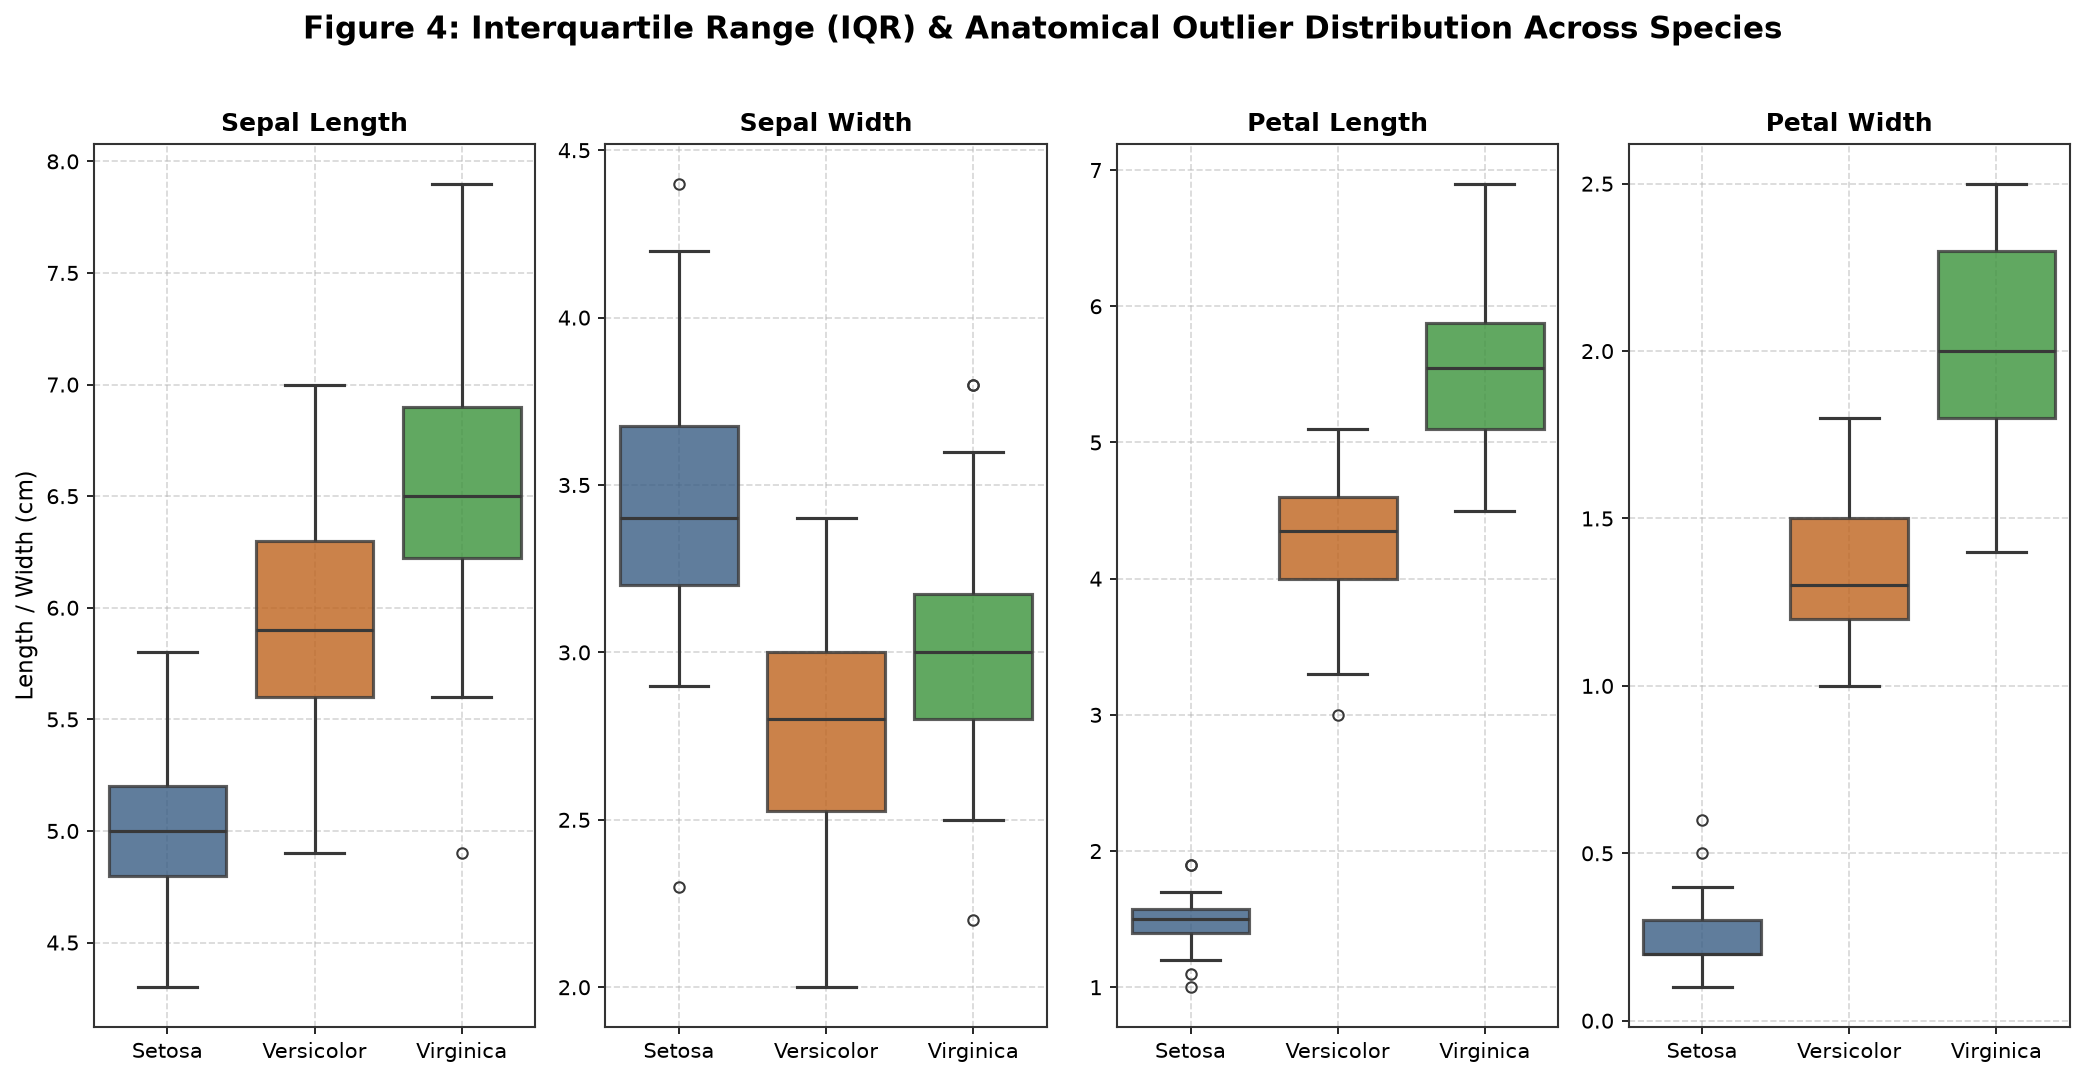 Figure 4: Interquartile Range (IQR) & Anatomical Outlier Distribution Across Species
Sepal Length
Length / Width (cm)
8.0
7.5
7.0
6.5
6.0
5.5
5.0
4.5
Setosa Versicolor Virginica
Sepal Width
4.5
4.0
3.5
3.0
2.5
2.0
Setosa Versicolor Virginica
Petal Length
7
6
5
4
3
2
1
Setosa Versicolor Virginica
Petal Width
2.5
2.0
1.5
1.0
0.5
0.0
Setosa Versicolor Virginica